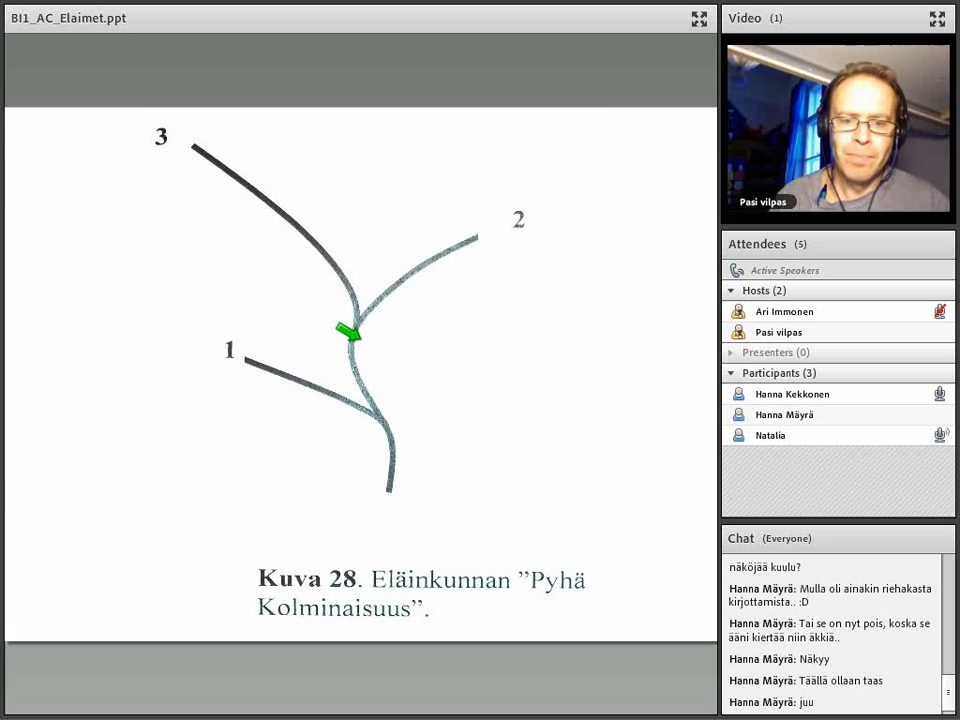 BI1_AC_Elaimet.ppt
3
2
1
Kuva 28. Eläinkunnan ”Pyhä
Kolminaisuus”.
Video (1)
Pasi vilpas
Attendees (5)
Active Speakers
Hosts (2)
Ari Immonen
Pasi vilpas
Presenters (0)
Participants (3)
Hanna Kekkonen
Hanna Mäyrä
Natalia
Chat (Everyone)
näköjää kuulu?
Hanna Mäyrä: Mulla oli ainakin riehakasta
kirjottamista.. :D
Hanna Mäyrä: Tai se on nyt pois, koska se
ääni kiertää niin äkkiä..
Hanna Mäyrä: Näkyy
Hanna Mäyrä: Täällä ollaan taas
Hanna Mäyrä: juu